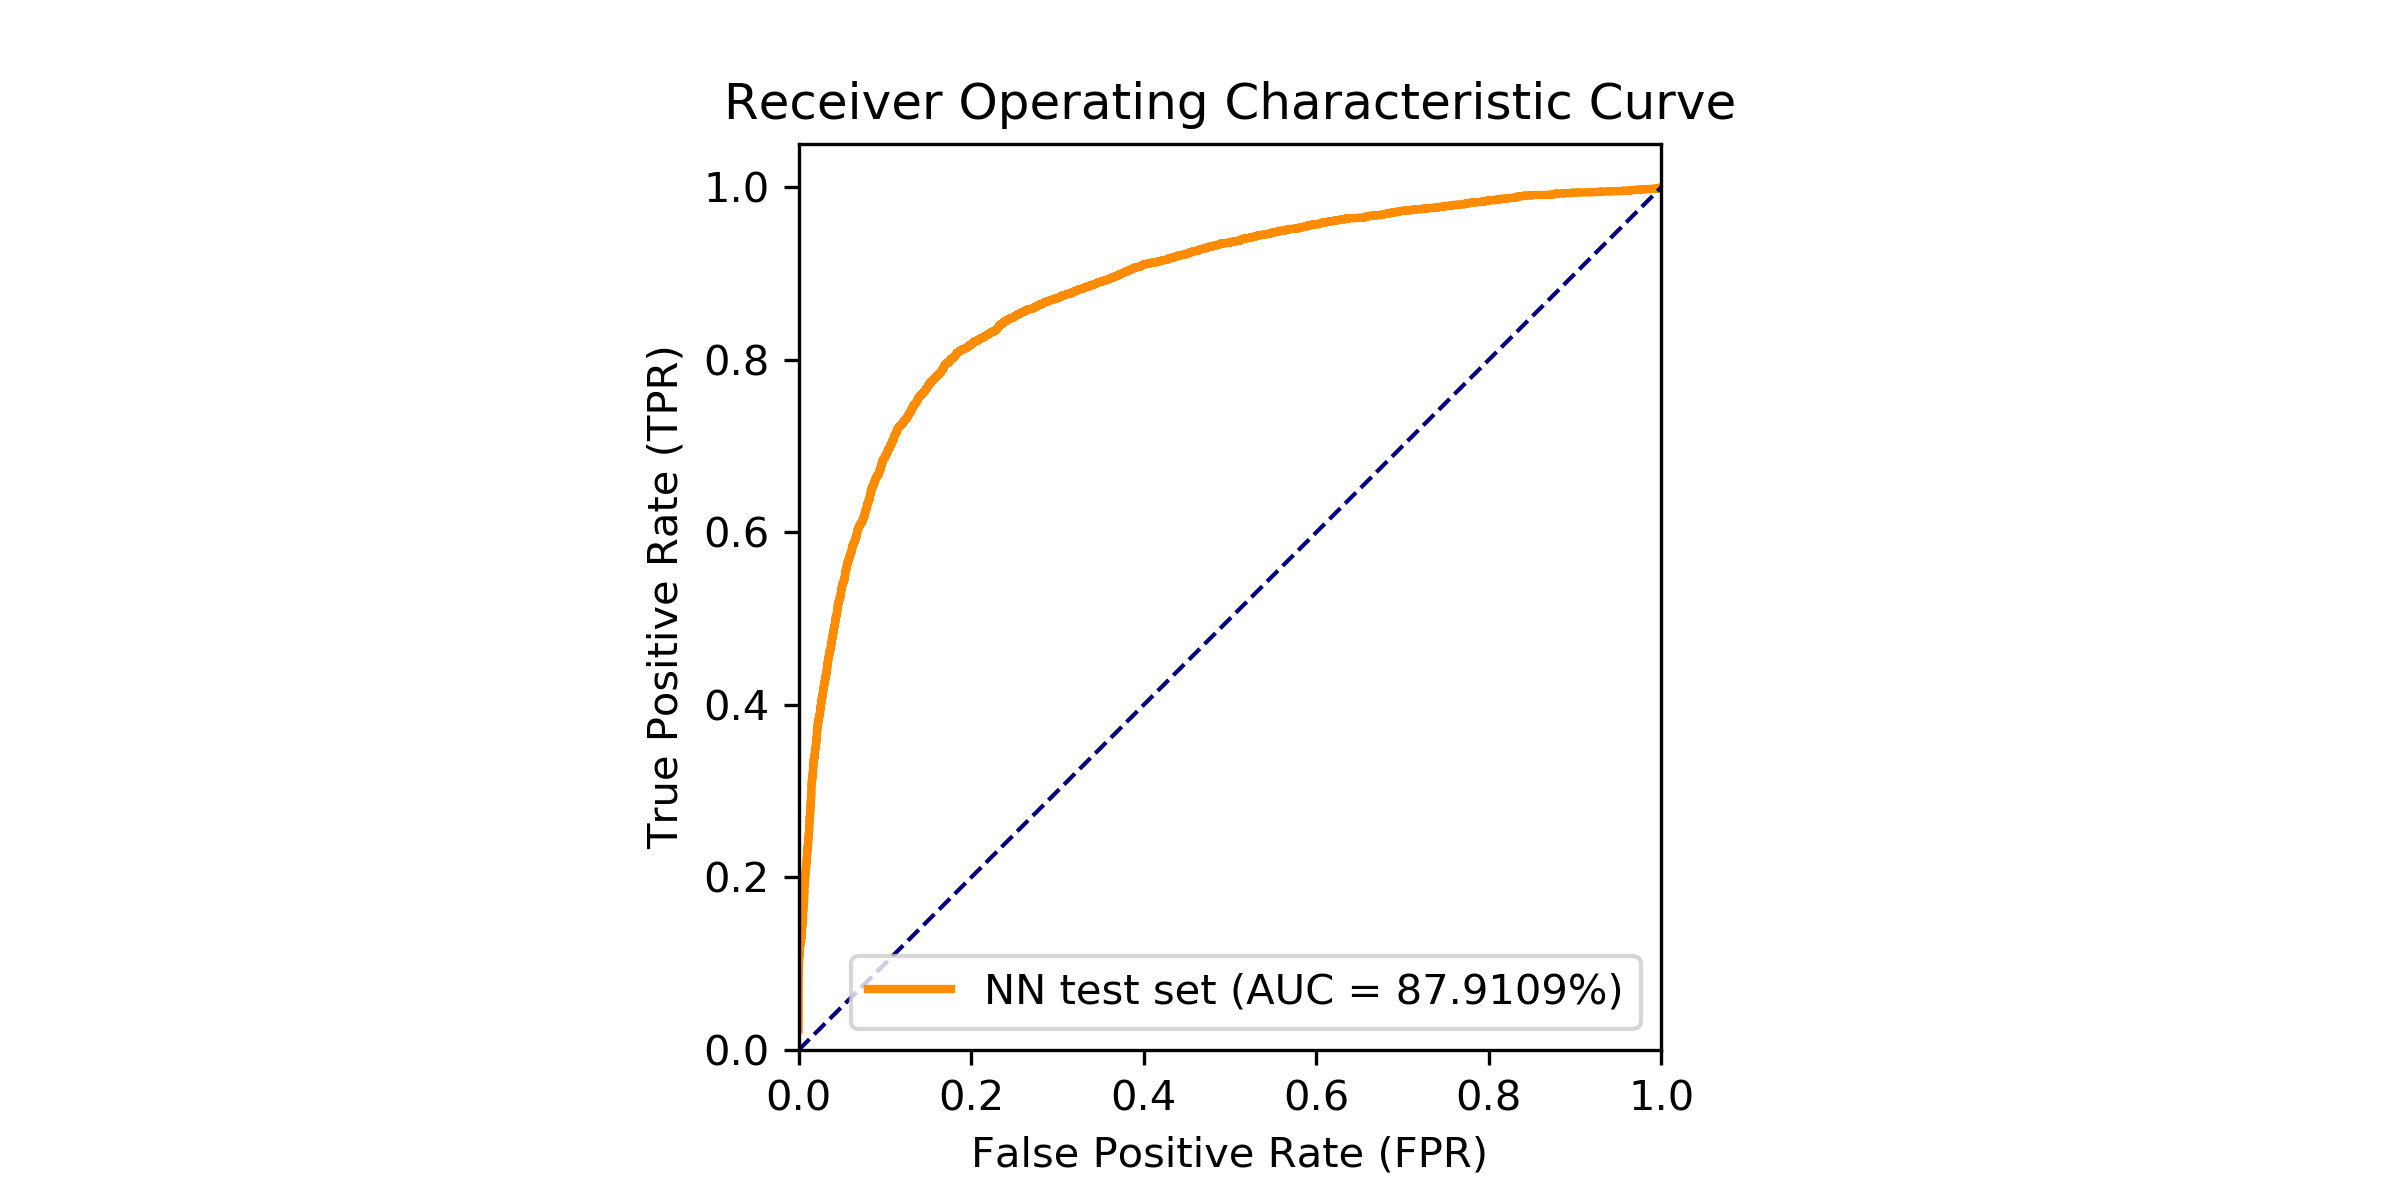 Receiver Operating Characteristic Curve
True Positive Rate (TPR)
1.0
0.8
0.6
0.4
0.2
0.0
NN test set (AUC = 87.9109%)
0.0 0.2 0.4 0.6 0.8 1.0
False Positive Rate (FPR)